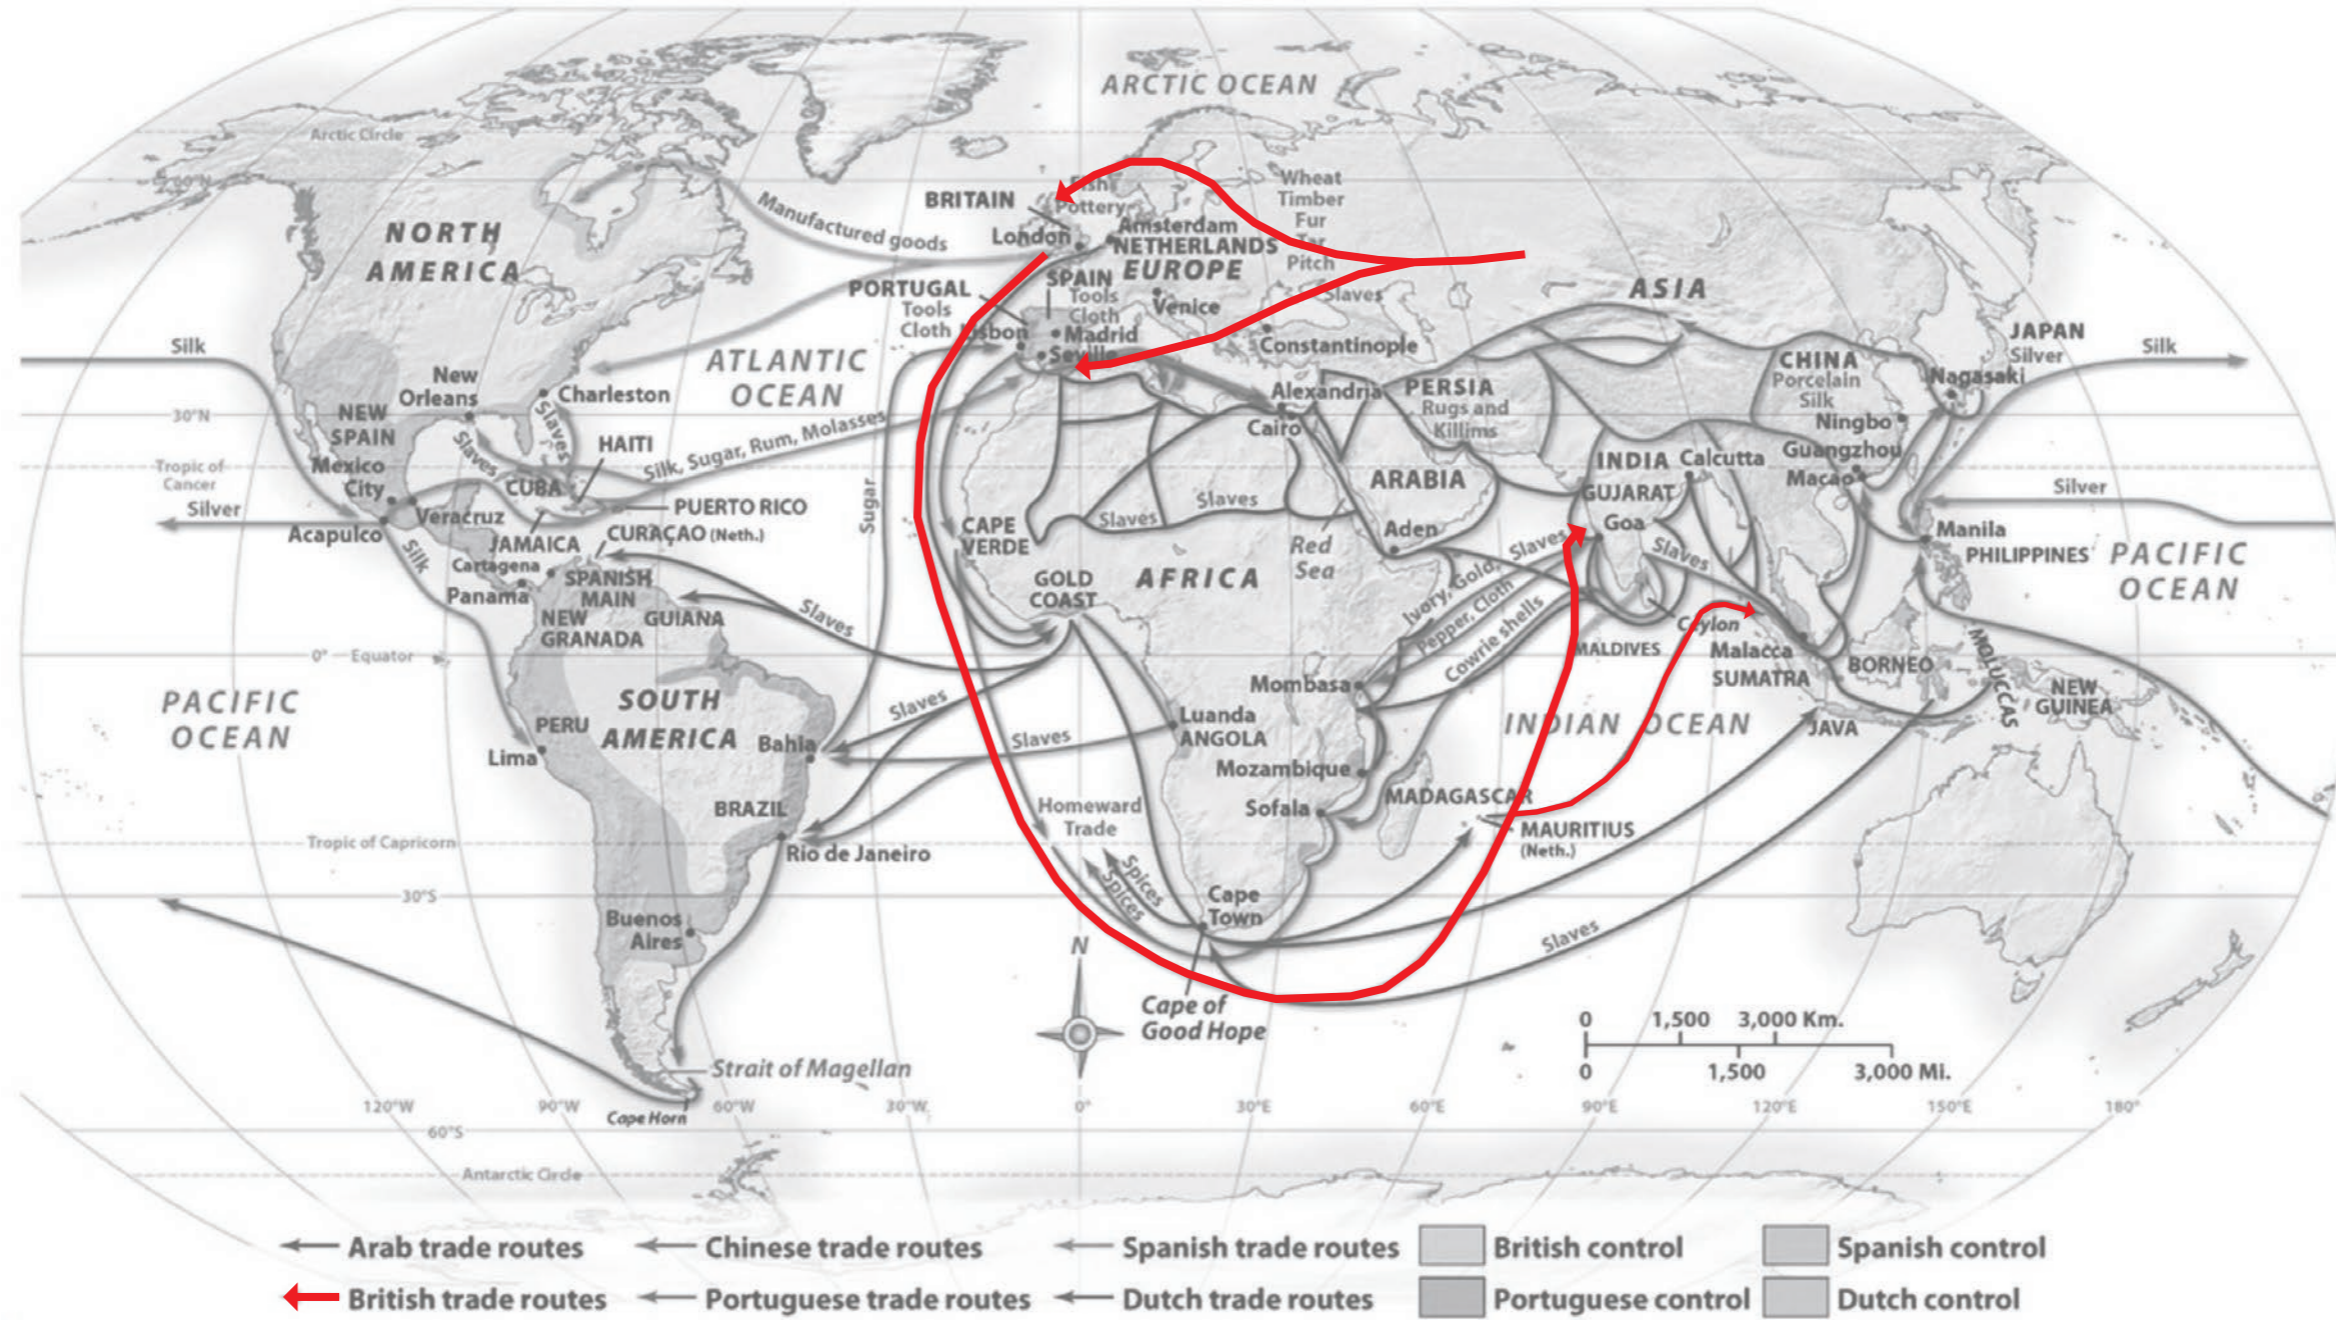 ARCTIC OCEAN
Arctic Circle
60°N
Wheat
Timber
Fur
Tar
Pitch
Fish
Pottery
BRITAIN
London
Amsterdam
NETHERLANDS
EUROPE
Manufactured goods
NORTH
AMERICA
SPAIN
Tools
Cloth
PORTUGAL
Tools
Cloth
Lisbon
Madrid
Seville
Venice
Slaves
Constantinople
ASIA
JAPAN
Silver
Silk
Silk
CHINA
Porcelain
Silk
Nagasaki
Ningbo
Guangzhou
Macao
ATLANTIC
OCEAN
New
Orleans
Charleston
Slaves
Slaves
30°N
NEW
SPAIN
HAITI
Silk, Sugar, Rum, Molasses
Alexandria
Cairo
PERSIA
Rugs and
Killims
Tropic of
Cancer
Mexico
City
CUBA
PUERTO RICO
Sugar
Silver
Acapulco
Veracruz
JAMAICA
CURAÇAO (Neth.)
Silk
Cartagena
Panama
SPANISH
MAIN
NEW
GRANADA
GUIANA
CAPE
VERDE
Slaves
Slaves
ARABIA
Aden
Red
Sea
AFRICA
GOLD
COAST
INDIA
Calcutta
GUJARAT
Goa
Slaves
Ivory, Gold, Slaves
Pepper, Cloth
Cowrie shells
Ceylon
MALDIVES
Silver
Manila
PHILIPPINES
PACIFIC
OCEAN
Malacca
SUMATRA
BORNEO
MOLUCCAS
NEW
GUINEA
JAVA
0°
Equator
Slaves
Slaves
Slaves
PACIFIC
OCEAN
SOUTH
AMERICA
PERU
Lima
Bahia
BRAZIL
Rio de Janeiro
Luanda
ANGOLA
Mombasa
Mozambique
Sofala
MADAGASCAR
MAURITIUS
(Neth.)
INDIAN OCEAN
Homeward
Trade
Tropic of Capricorn
30°S
Spices
Spices
Cape
Town
Slaves
Buenos
Aires
N
Cape of
Good Hope
0 1,500 3,000 Km.
0 1,500 3,000 Mi.
Strait of Magellan
Cape Horn
120°W 90°W 60°W 30°W 0° 30°E 60°E 90°E 120°E 150°E 180°
60°S
Antarctic Circle
Arab trade routes
Chinese trade routes
Spanish trade routes
British control
Spanish control
British trade routes
Portuguese trade routes
Dutch trade routes
Portuguese control
Dutch control